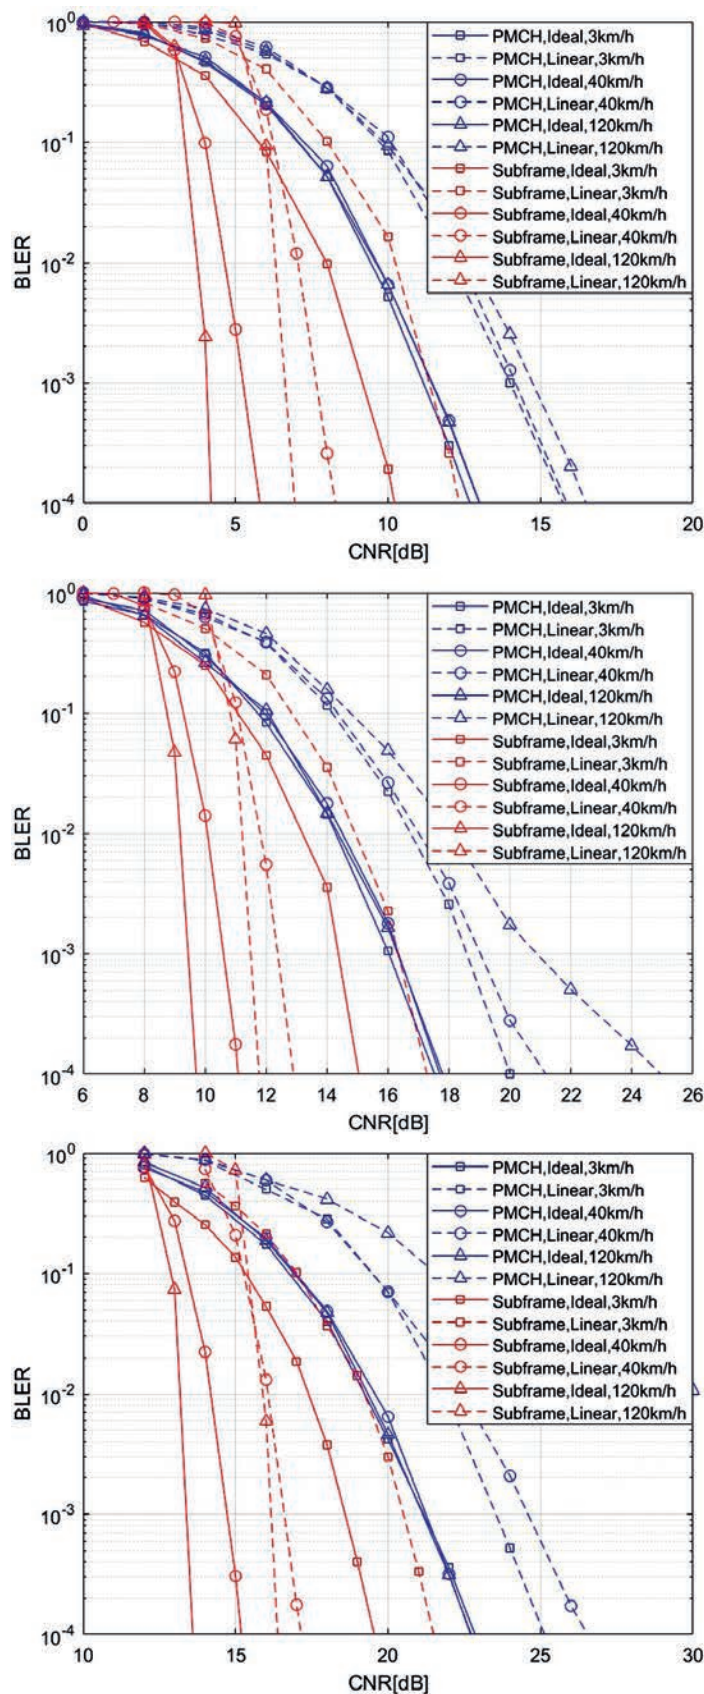 10^0
10^-1
10^-2
10^-3
10^-4
BLER
PMCH,Ideal,3km/h
PMCH,Linear,3km/h
PMCH,Ideal,40km/h
PMCH,Linear,40km/h
PMCH,Ideal,120km/h
PMCH,Linear,120km/h
Subframe,Ideal,3km/h
Subframe,Linear,3km/h
Subframe,Ideal,40km/h
Subframe,Linear,40km/h
Subframe,Ideal,120km/h
Subframe,Linear,120km/h
0 5 10 15 20
CNR[dB]
10^0
10^-1
10^-2
10^-3
10^-4
BLER
PMCH,Ideal,3km/h
PMCH,Linear,3km/h
PMCH,Ideal,40km/h
PMCH,Linear,40km/h
PMCH,Ideal,120km/h
PMCH,Linear,120km/h
Subframe,Ideal,3km/h
Subframe,Linear,3km/h
Subframe,Ideal,40km/h
Subframe,Linear,40km/h
Subframe,Ideal,120km/h
Subframe,Linear,120km/h
6 8 10 12 14 16 18 20 22 24 26
CNR[dB]
10^0
10^-1
10^-2
10^-3
10^-4
BLER
PMCH,Ideal,3km/h
PMCH,Linear,3km/h
PMCH,Ideal,40km/h
PMCH,Linear,40km/h
PMCH,Ideal,120km/h
PMCH,Linear,120km/h
Subframe,Ideal,3km/h
Subframe,Linear,3km/h
Subframe,Ideal,40km/h
Subframe,Linear,40km/h
Subframe,Ideal,120km/h
Subframe,Linear,120km/h
10 15 20 25 30
CNR[dB]